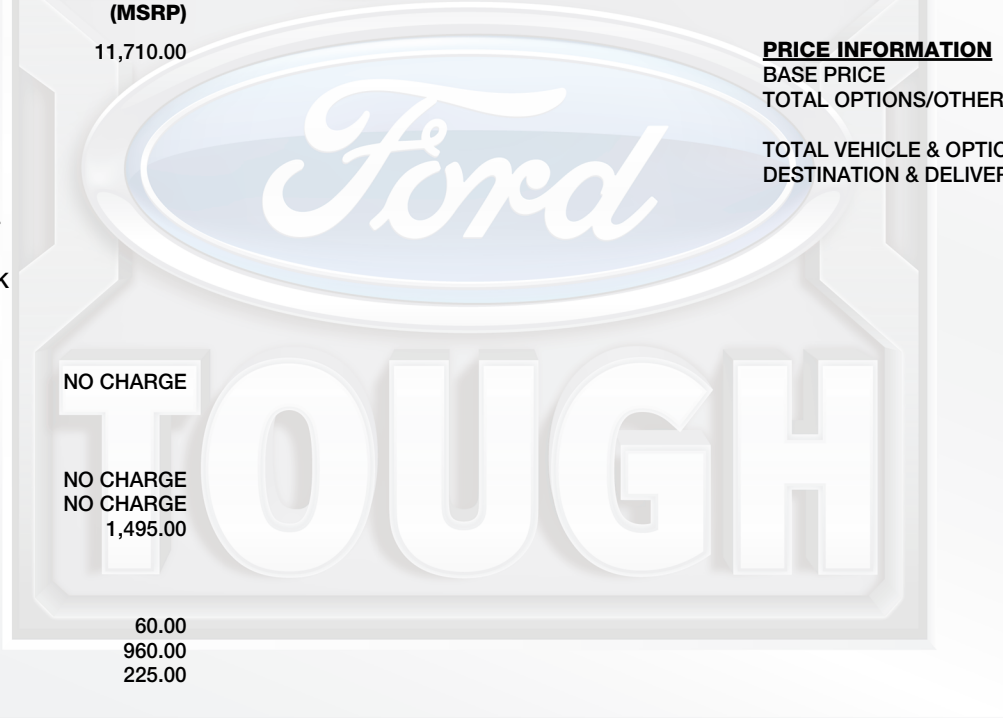 (MSRP)
11,710.00
NO CHARGE
NO CHARGE
NO CHARGE
1,495.00
60.00
960.00
225.00
PRICE INFORMATION
BASE PRICE
TOTAL OPTIONS/OTHER
TOTAL VEHICLE & OPTIO
DESTINATION & DELIVER
Ford
TOUGH
K